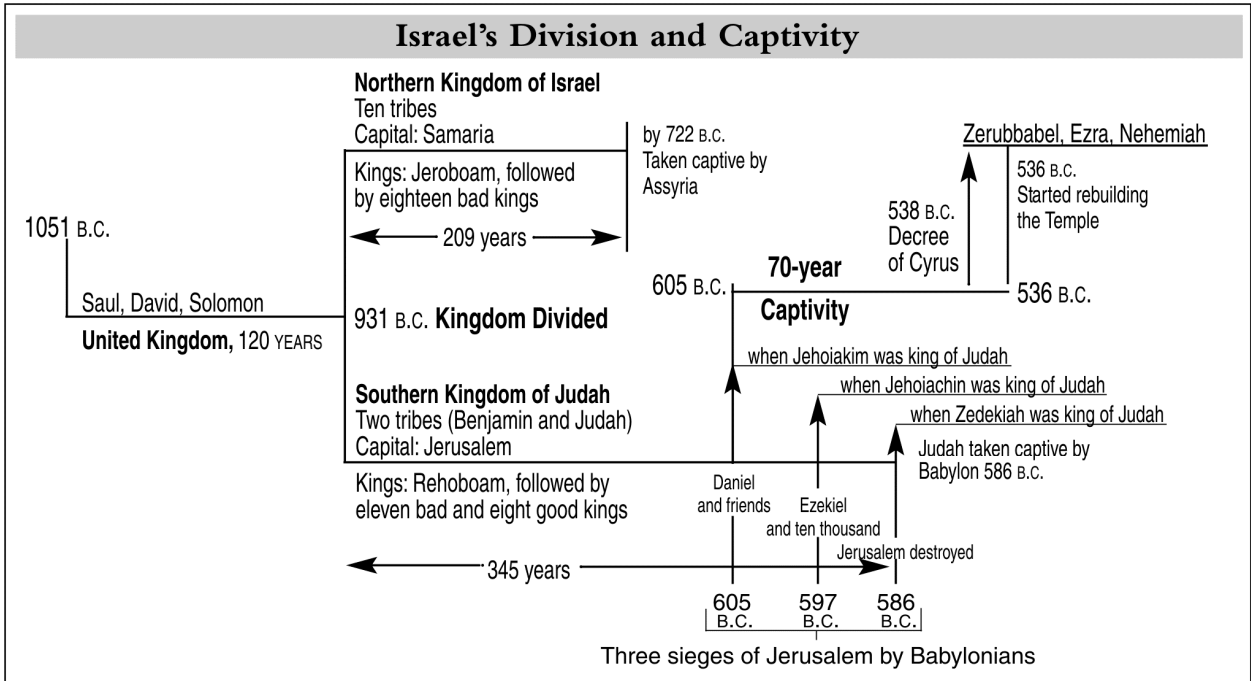 Israel’s Division and Captivity
Northern Kingdom of Israel
Ten tribes
Capital: Samaria
Kings: Jeroboam, followed
by eighteen bad kings
209 years
by 722 B.C.
Taken captive by
Assyria
1051 B.C.
Saul, David, Solomon
United Kingdom, 120 YEARS
931 B.C. Kingdom Divided
Zerubbabel, Ezra, Nehemiah
536 B.C.
Started rebuilding
the Temple
538 B.C.
Decree
of Cyrus
605 B.C.
70-year
Captivity
536 B.C.
when Jehoiakim was king of Judah
when Jehoiachin was king of Judah
when Zedekiah was king of Judah
Judah taken captive by
Babylon 586 B.C.
Southern Kingdom of Judah
Two tribes (Benjamin and Judah)
Capital: Jerusalem
Kings: Rehoboam, followed by
eleven bad and eight good kings
Daniel
and friends
Ezekiel
and ten thousand
Jerusalem destroyed
345 years
605
B.C.
597
B.C.
586
B.C.
Three sieges of Jerusalem by Babylonians